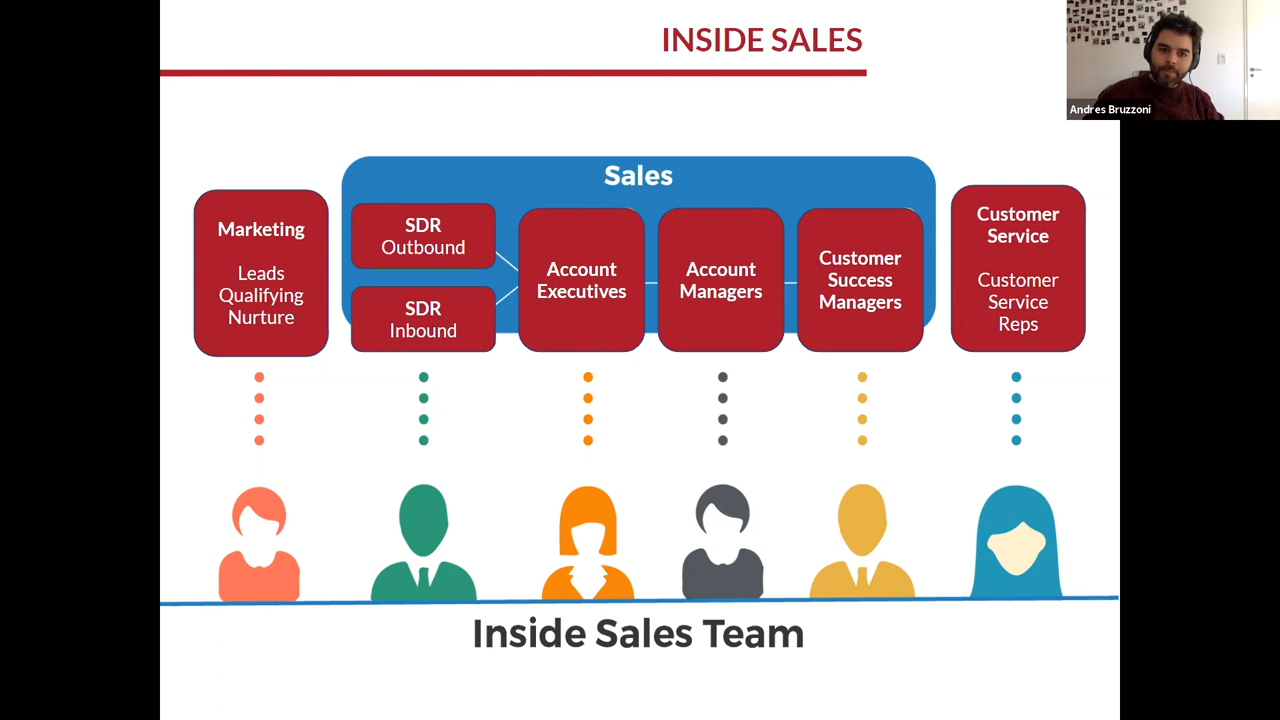 INSIDE SALES
Andres Bruzzoni
Sales
Marketing
Leads
Qualifying
Nurture
SDR
Outbound
SDR
Inbound
Account
Executives
Account
Managers
Customer
Success
Managers
Customer
Service
Customer
Service
Reps
Inside Sales Team